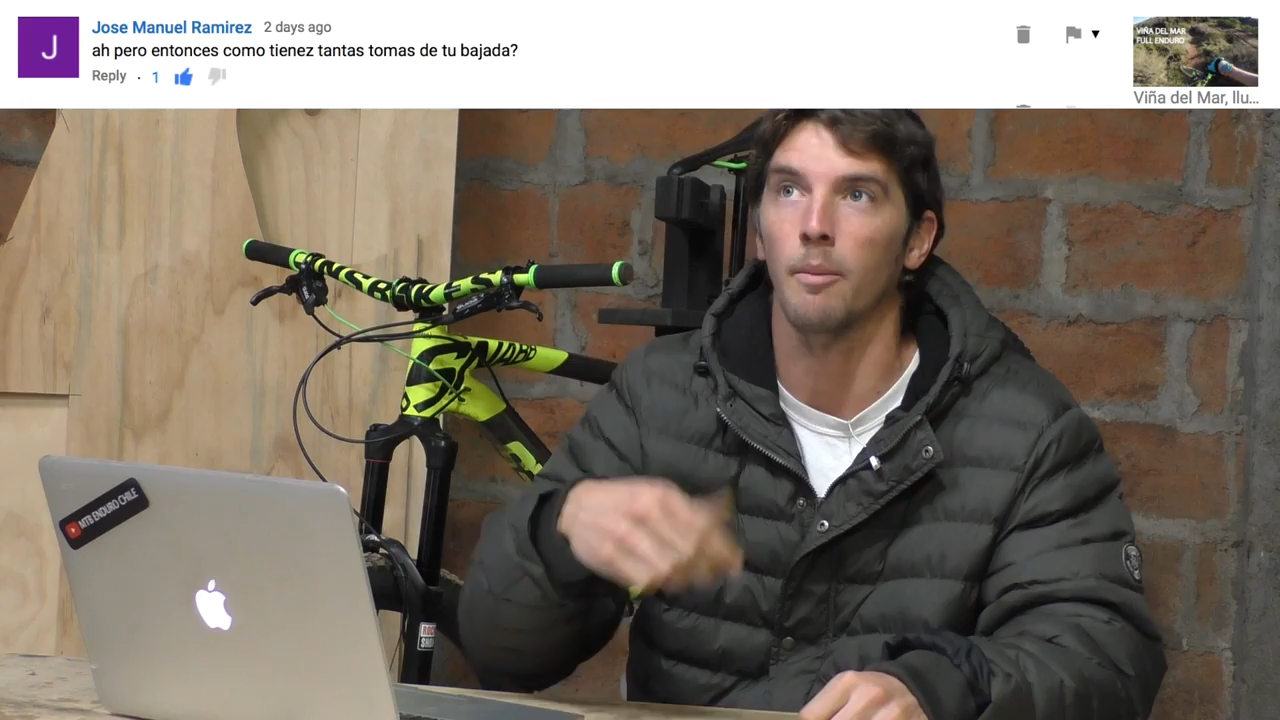 J
Jose Manuel Ramirez 2 days ago
ah pero entonces como tienez tantas tomas de tu bajada?
Reply · 1
VIÑA DEL MAR
FULL ENDURO
Viña del Mar, llu...
MTB ENDURO CHILE